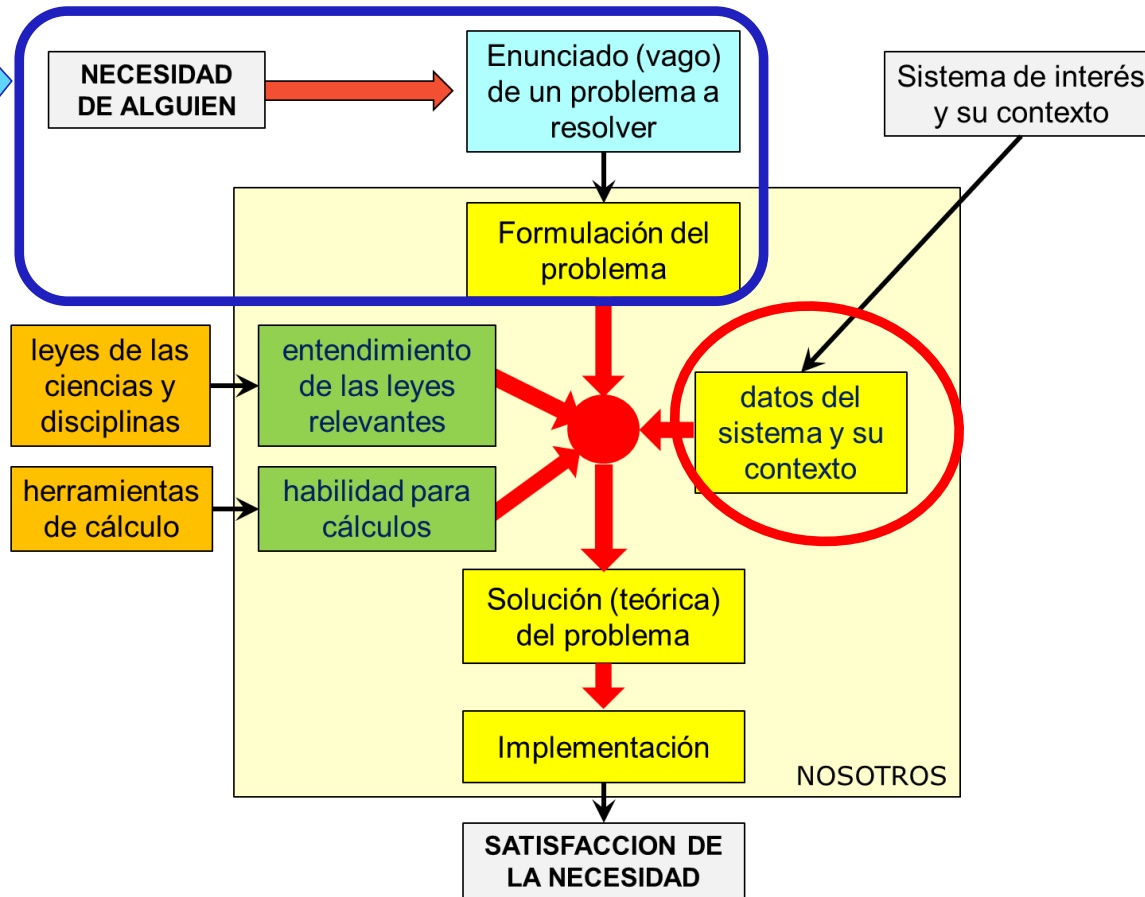 NECESIDAD
DE ALGUIEN
Enunciado (vago)
de un problema a
resolver
Sistema de interés
y su contexto
Formulación del
problema
leyes de las
ciencias y
disciplinas
entendimiento
de las leyes
relevantes
datos del
sistema y su
contexto
herramientas
de cálculo
habilidad para
cálculos
Solución (teórica)
del problema
Implementación
NOSOTROS
SATISFACCION DE
LA NECESIDAD